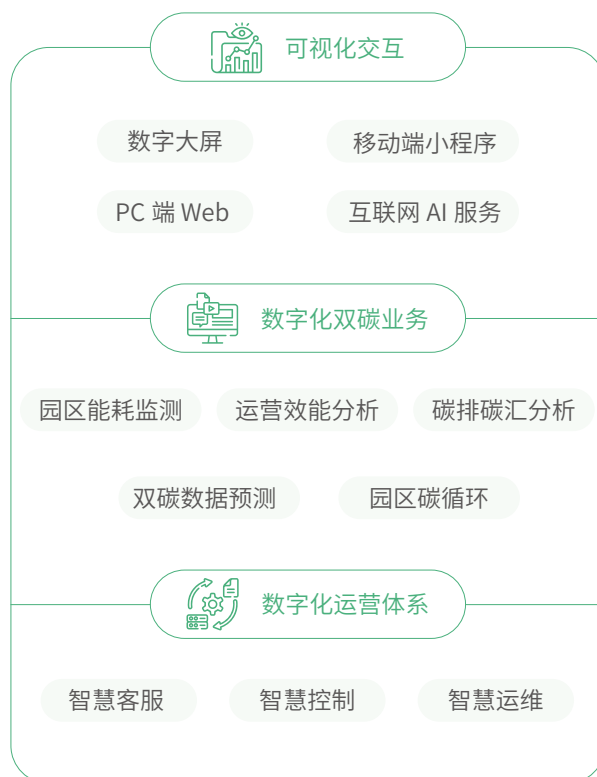 可视化交互
数字大屏 移动端小程序
PC 端 Web 互联网 AI 服务
数字化双碳业务
园区能耗监测 运营效能分析 碳排碳汇分析
双碳数据预测 园区碳循环
数字化运营体系
智慧客服 智慧控制 智慧运维